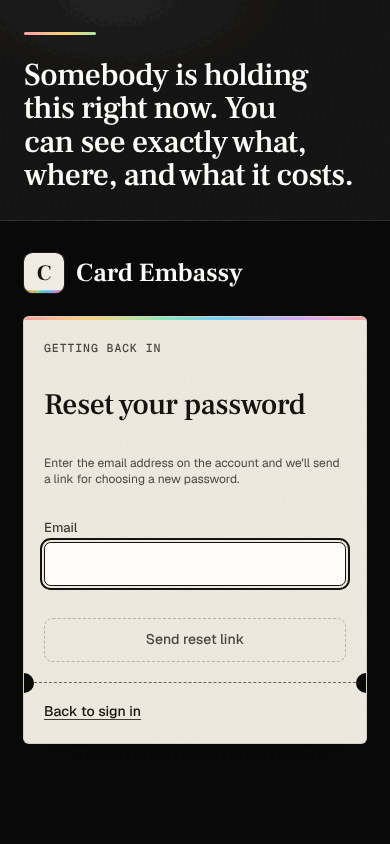 Somebody is holding
this right now. You
can see exactly what,
where, and what it costs.
C
Card Embassy
GETTING BACK IN
Reset your password
Enter the email address on the account and we'll send
a link for choosing a new password.
Email
Send reset link
Back to sign in